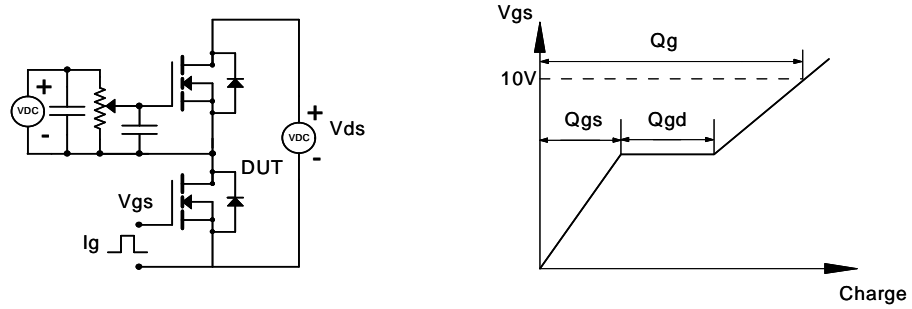 +
VDC
-
+
VDC
-
Vds
DUT
Vgs
Ig
Vgs
Qg
10V
Qgs
Qgd
Charge